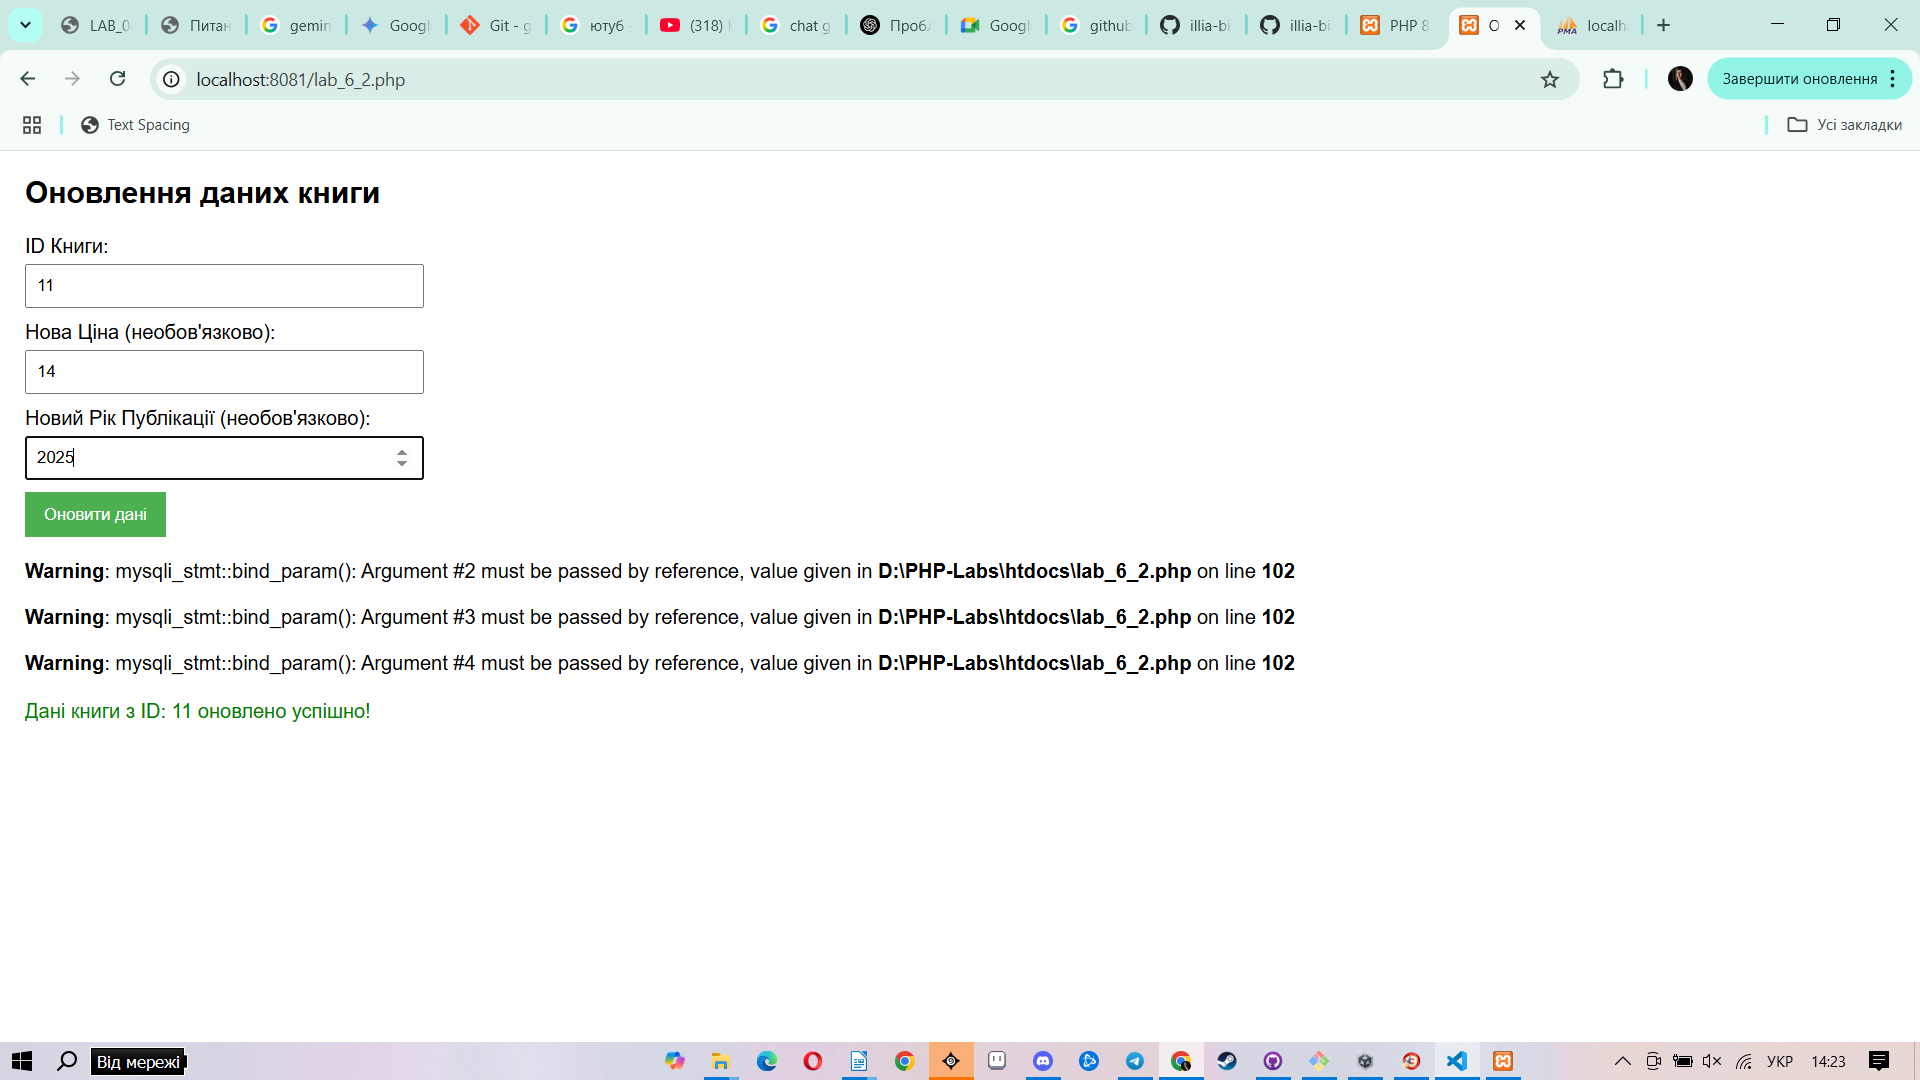 LAB_0
Питан
gemin
Googl
Git - g
ютуб
(318)
chat g
Проб
Googl
github
illia-bi
illia-bi
PHP 8
О
localh
localhost:8081/lab_6_2.php
Завершити оновлення
Text Spacing
Усі закладки
Оновлення даних книги
ID Книги:
11
Нова Ціна (необов'язково):
14
Новий Рік Публікації (необов'язково):
2025
Оновити дані
Warning: mysqli_stmt::bind_param(): Argument #2 must be passed by reference, value given in D:\PHP-Labs\htdocs\lab_6_2.php on line 102
Warning: mysqli_stmt::bind_param(): Argument #3 must be passed by reference, value given in D:\PHP-Labs\htdocs\lab_6_2.php on line 102
Warning: mysqli_stmt::bind_param(): Argument #4 must be passed by reference, value given in D:\PHP-Labs\htdocs\lab_6_2.php on line 102
Дані книги з ID: 11 оновлено успішно!
Від мережі
УКР
14:23